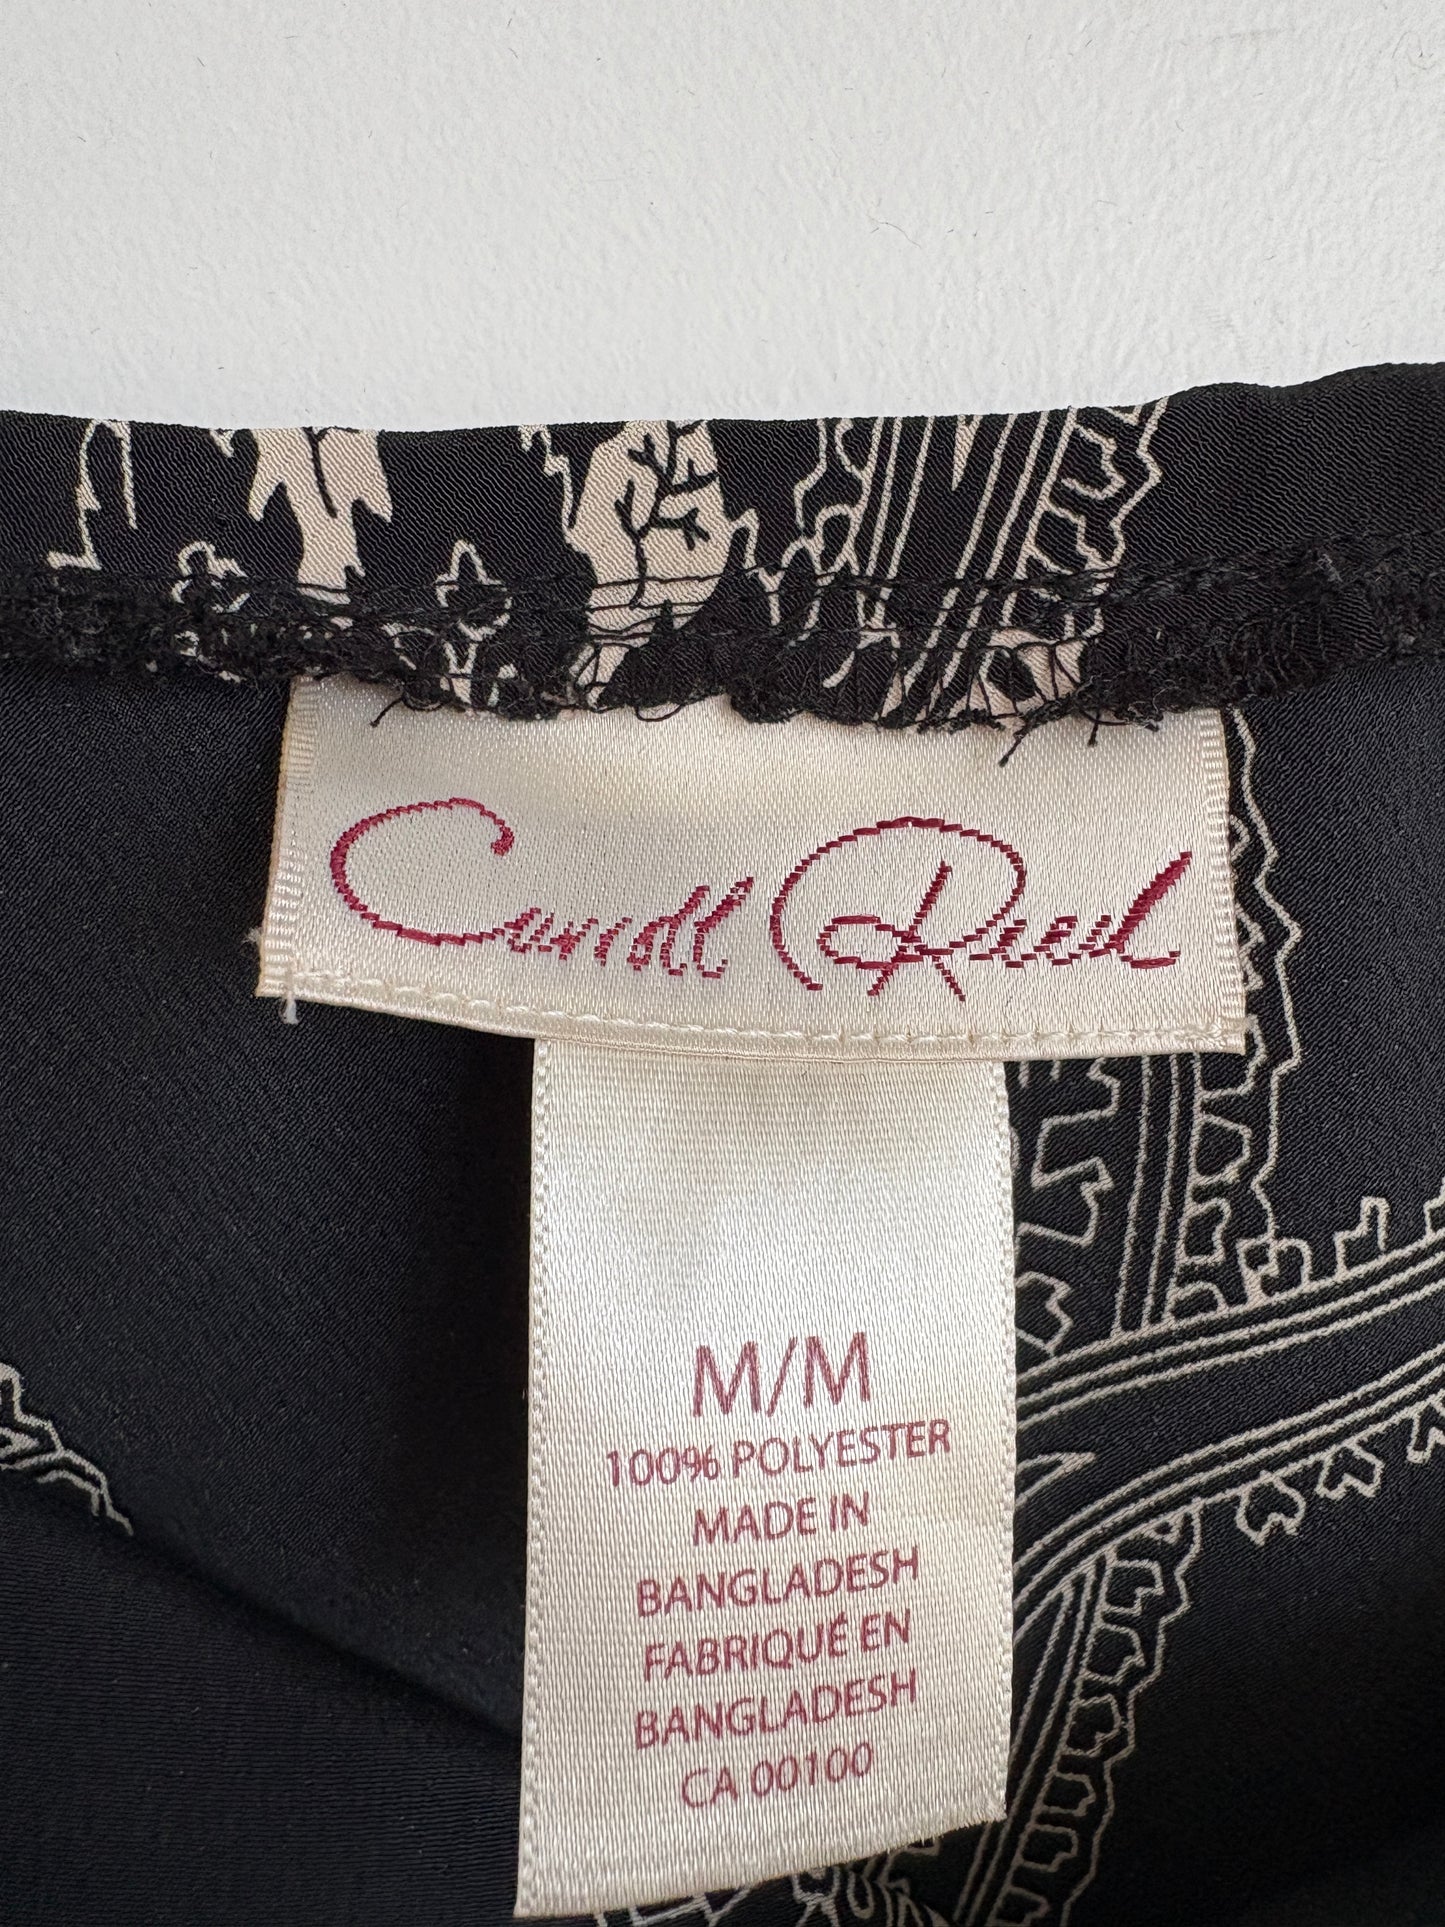 Carroll Reed
M/M
100% POLYESTER
MADE IN
BANGLADESH
FABRIQUÉ EN
BANGLADESH
CA 00100